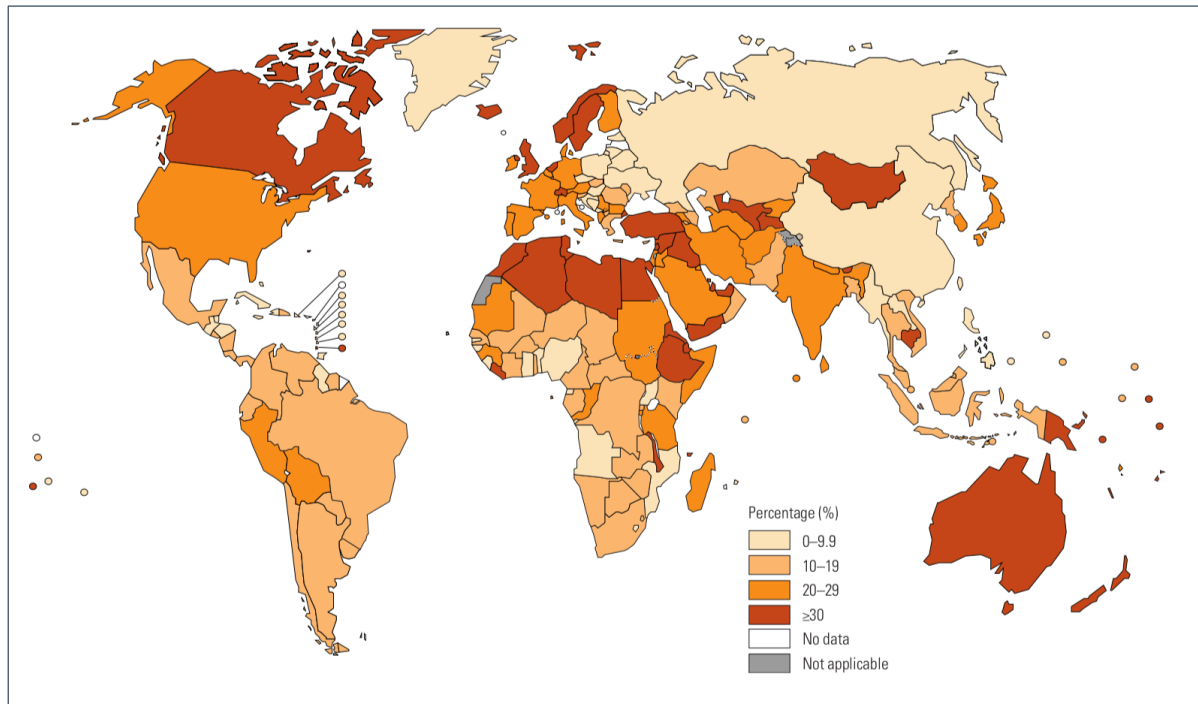 Percentage (%)
0–9.9
10–19
20–29
≥30
No data
Not applicable